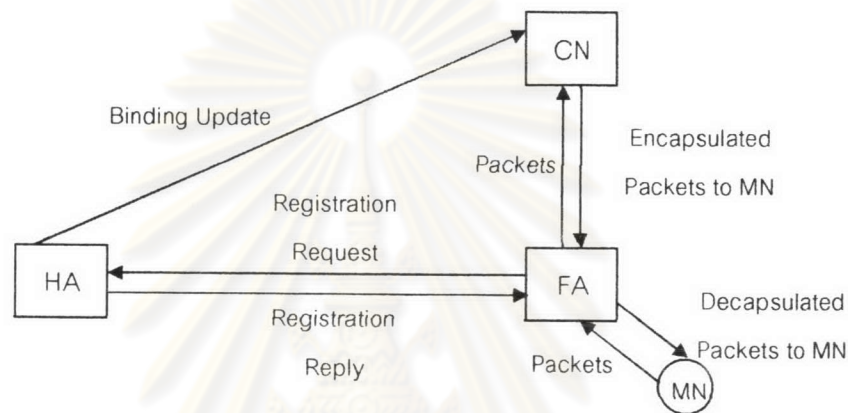 CN
Binding Update
Encapsulated
Packets
Packets to MN
Registration
Request
HA
FA
Registration
Decapsulated
Reply
Packets
Packets to MN
MN